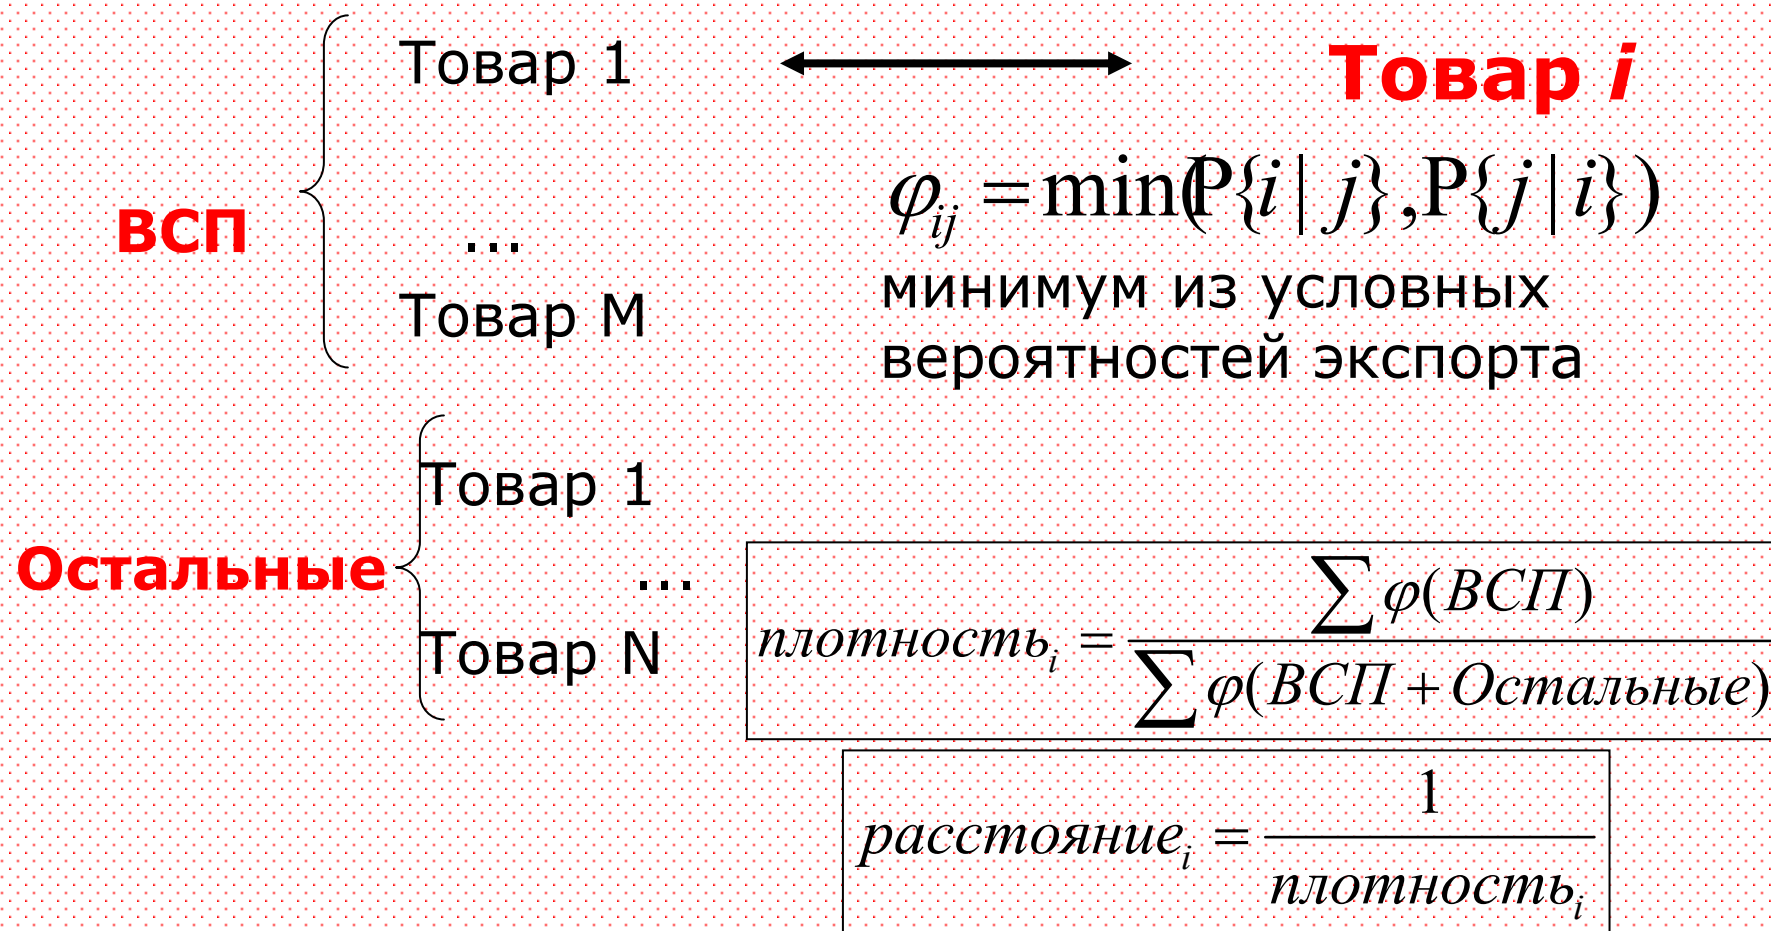 Товар 1
Товар i
ВСП
...
φij = min(P{i | j},P{j | i})
Товар M
минимум из условных
вероятностей экспорта
Товар 1
Остальные
...
Товар N
плотностьi = ∑φ(ВСП) / ∑φ(ВСП + Остальные)
расстояниеi = 1 / плотностьi